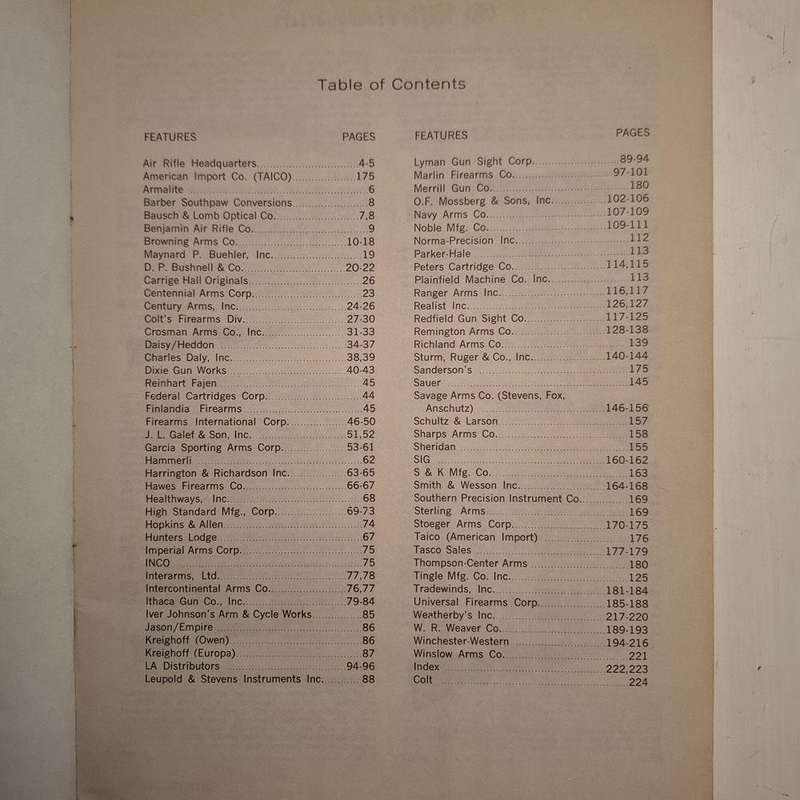 Table of Contents
FEATURES PAGES
Air Rifle Headquarters 4-5
American Import Co. (TAICO) 175
Armalite 6
Barber Southpaw Conversions 8
Bausch & Lomb Optical Co. 7,8
Benjamin Air Rifle Co. 9
Browning Arms Co. 10-18
Maynard P. Buehler, Inc. 19
D. P. Bushnell & Co. 20-22
Carrige Hall Originals 26
Centennial Arms Corp. 23
Century Arms, Inc. 24-26
Colt's Firearms Div. 27-30
Crosman Arms Co., Inc. 31-33
Daisy/Heddon 34-37
Charles Daly, Inc. 38,39
Dixie Gun Works 40-43
Reinhart Fajen 45
Federal Cartridges Corp. 44
Finlandia Firearms 45
Firearms International Corp. 46-50
J. L. Galef & Son, Inc. 51,52
Garcia Sporting Arms Corp. 53-61
Hammerli 62
Harrington & Richardson Inc. 63-65
Hawes Firearms Co. 66-67
Healthways, Inc. 68
High Standard Mfg., Corp. 69-73
Hopkins & Allen 74
Hunters Lodge 67
Imperial Arms Corp. 75
INCO 75
Interarms, Ltd. 77,78
Intercontinental Arms Co. 76,77
Ithaca Gun Co., Inc. 79-84
Iver Johnson's Arm & Cycle Works 85
Jason/Empire 86
Kreighoff (Owen) 86
Kreighoff (Europa) 87
LA Distributors 94-96
Leupold & Stevens Instruments Inc. 88
FEATURES PAGES
Lyman Gun Sight Corp. 89-94
Marlin Firearms Co. 97-101
Merrill Gun Co. 180
O.F. Mossberg & Sons, Inc. 102-106
Navy Arms Co. 107-109
Noble Mfg. Co. 109-111
Norma-Precision Inc. 112
Parker-Hale 113
Peters Cartridge Co. 114,115
Plainfield Machine Co. Inc. 113
Ranger Arms Inc. 116,117
Realist Inc. 126,127
Redfield Gun Sight Co. 117-125
Remington Arms Co. 128-138
Richland Arms Co. 139
Sturm, Ruger & Co., Inc. 140-144
Sanderson's 175
Sauer 145
Savage Arms Co. (Stevens, Fox,
Anschutz) 146-156
Schultz & Larson 157
Sharps Arms Co. 158
Sheridan 155
SIG 160-162
S & K Mfg. Co. 163
Smith & Wesson Inc. 164-168
Southern Precision Instrument Co. 169
Sterling Arms 169
Stoeger Arms Corp. 170-175
Taico (American Import) 176
Tasco Sales 177-179
Thompson-Center Arms 180
Tingle Mfg. Co. Inc. 125
Tradewinds, Inc. 181-184
Universal Firearms Corp. 185-188
Weatherby's Inc. 217-220
W. R. Weaver Co. 189-193
Winchester-Western 194-216
Winslow Arms Co. 221
Index 222,223
Colt 224